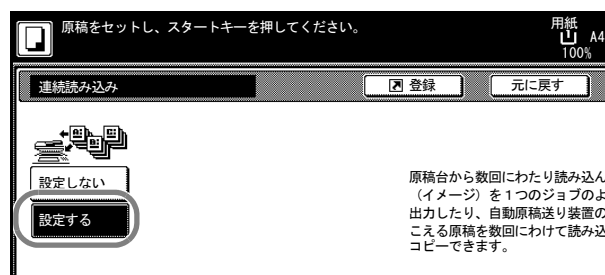 原稿をセットし、スタートキーを押してください。
用紙
A4
100%
連続読み込み
登録
元に戻す
設定しない
設定する
原稿台から数回にわたり読み込ん
（イメージ）を１つのジョブのよ
出力したり、自動原稿送り装置の
こえる原稿を数回にわけて読み込
コピーできます。